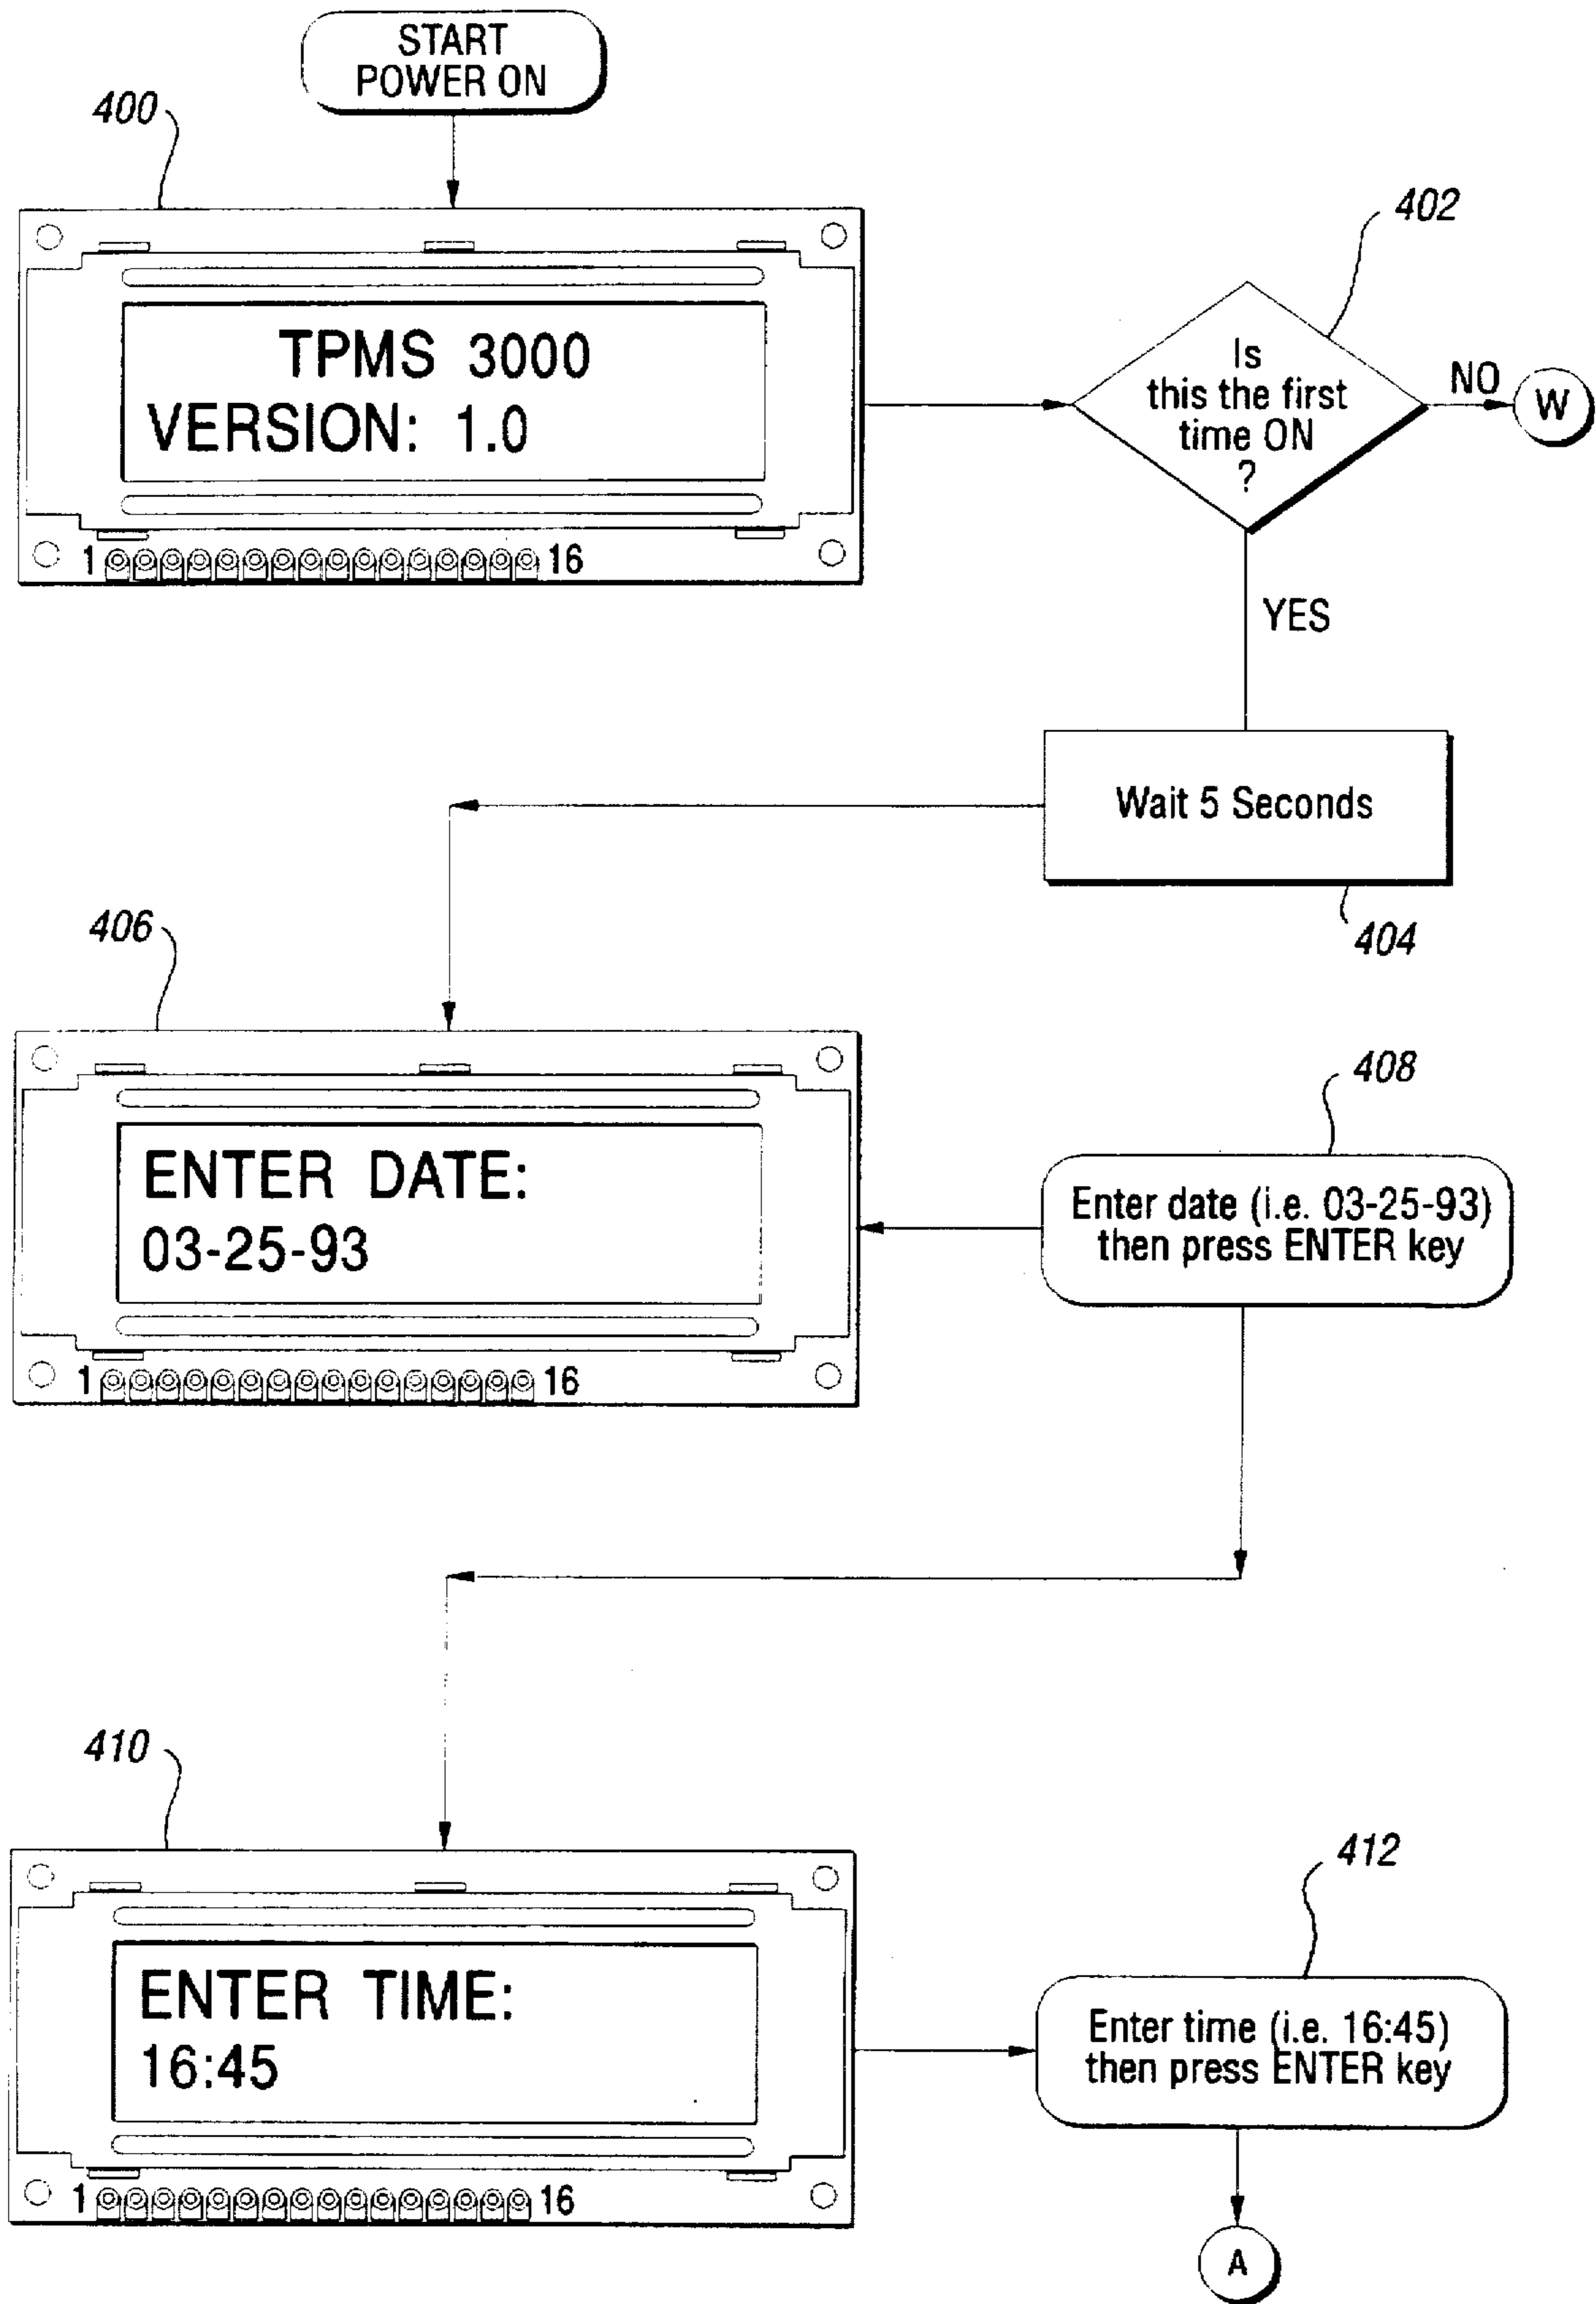 START
POWER ON
400
TPMS 3000
VERSION: 1.0
1 16
402
Is
this the first
time ON
?
NO
W
YES
Wait 5 Seconds
404
406
ENTER DATE:
03-25-93
1 16
408
Enter date (i.e. 03-25-93)
then press ENTER key
410
ENTER TIME:
16:45
1 16
412
Enter time (i.e. 16:45)
then press ENTER key
A